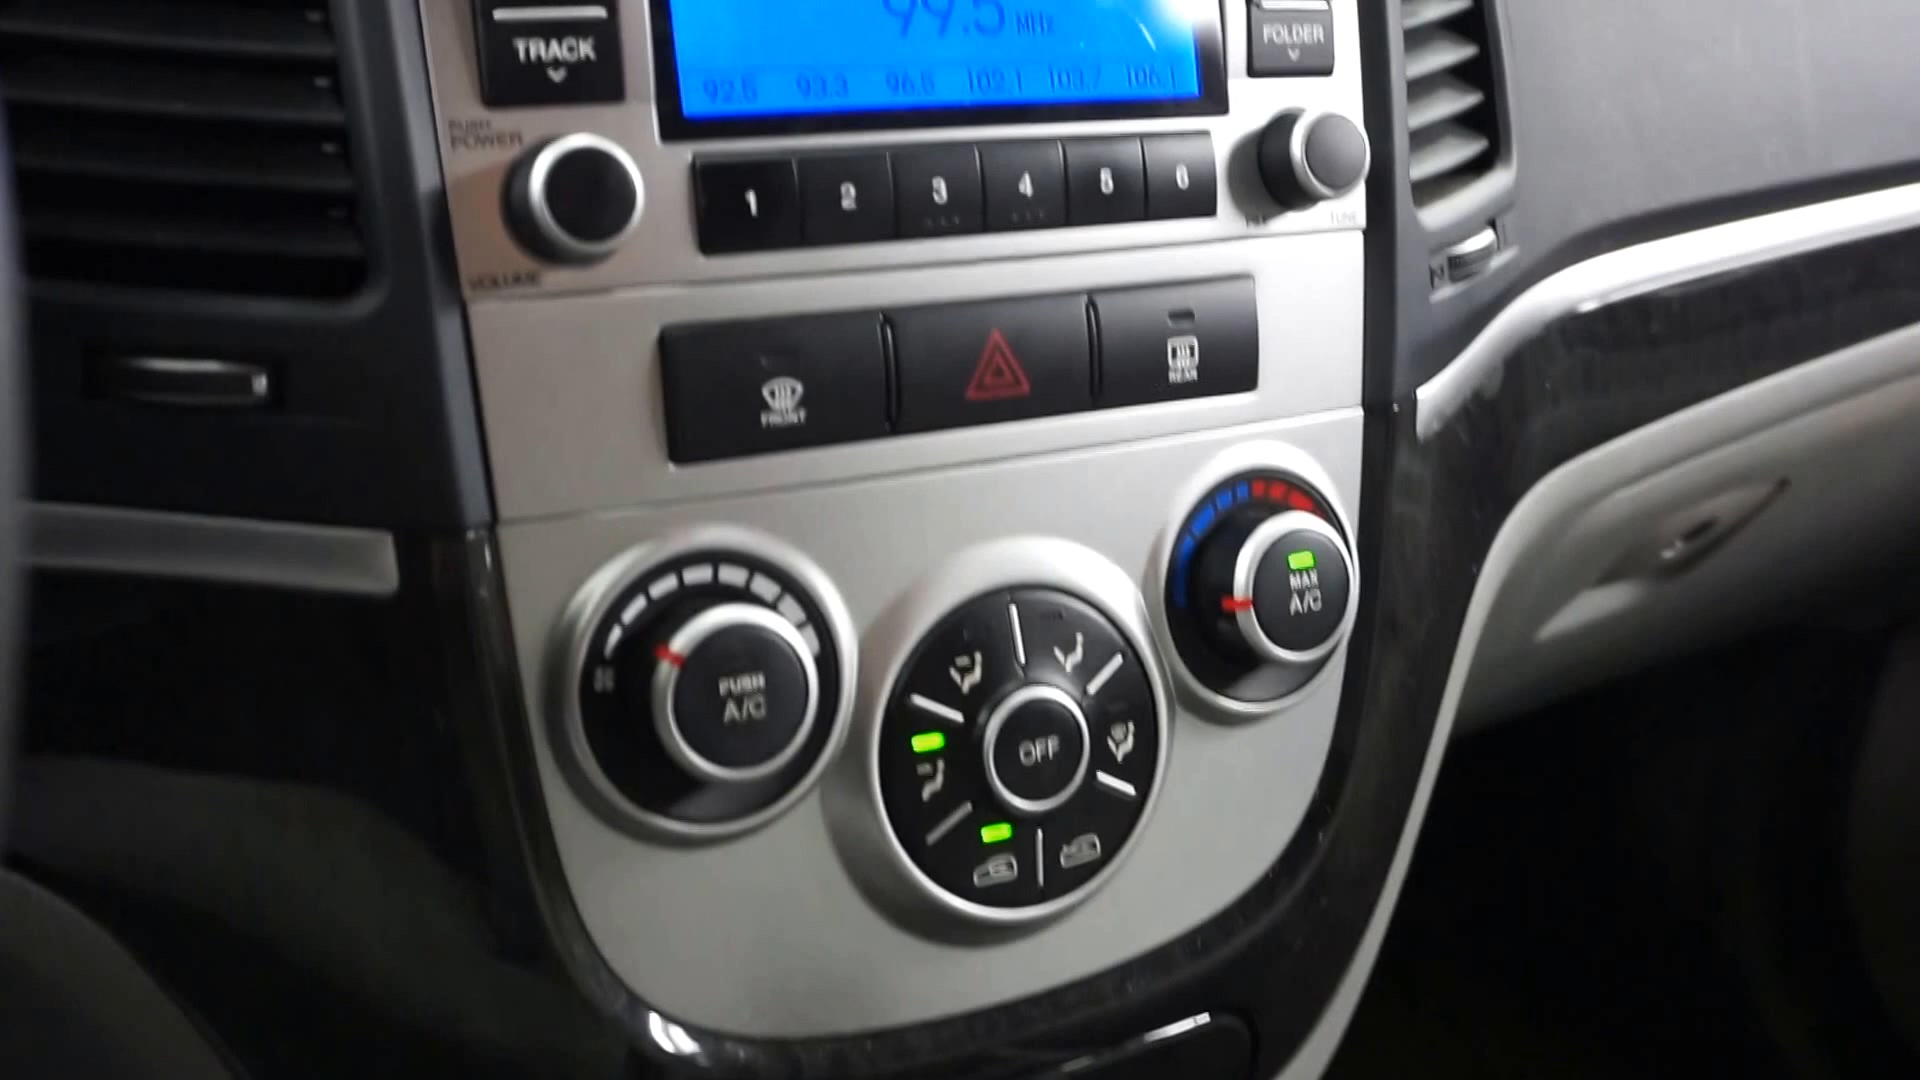 99.5 MHz
TRACK
FOLDER
92.5 93.3 96.5 102.1 103.7 106.1
PUSH
POWER
1 2 3 4 5 6
TUNE
VOLUME
FRONT
REAR
MAX
A/C
PUSH
A/C
OFF